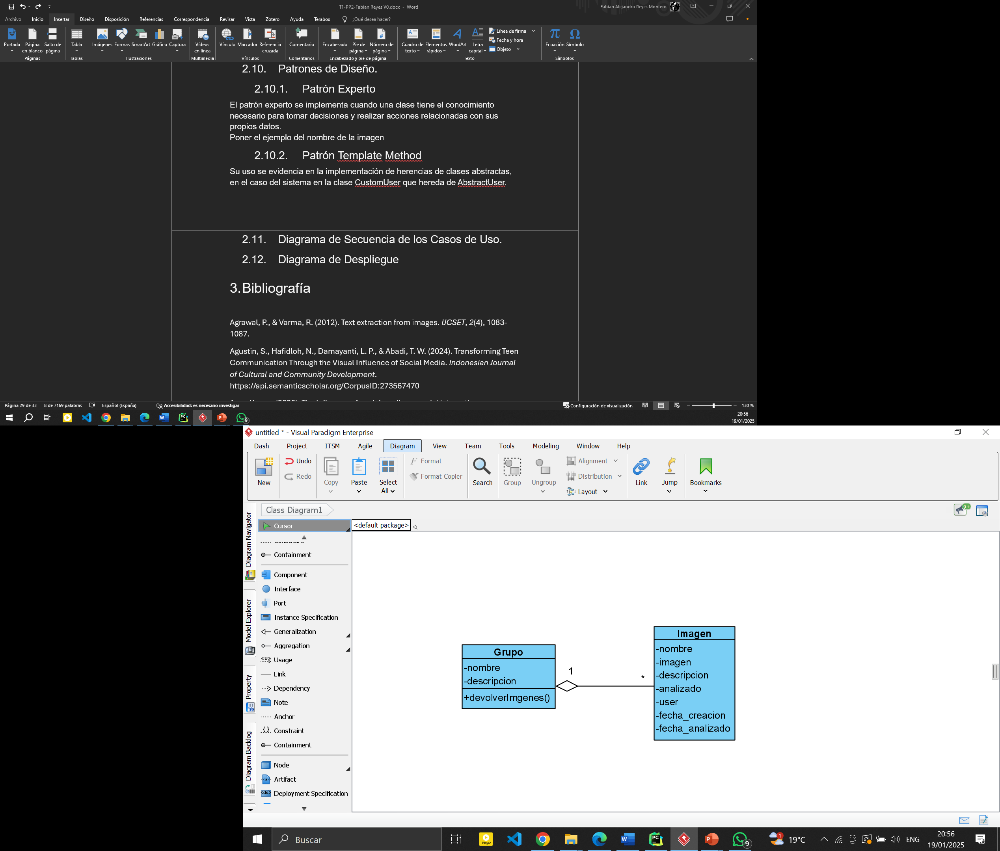 T1-PP2-Fabian Reyes V0.docx - Word
Fabian Alejandro Reyes Montero
Archivo Inicio Insertar Diseño Disposición Referencias Correspondencia Revisar Vista Zotero Ayuda Terabox ¿Qué desea hacer?
Portada
Página en blanco
Salto de página
Tabla
Imágenes
Formas
SmartArt
Gráfico
Captura
Vídeos en línea
Vínculo
Marcador
Referencia cruzada
Comentario
Encabezado
Pie de página
Número de página
Cuadro de texto
Elementos rápidos
WordArt
Letra capital
Línea de firma
Fecha y hora
Objeto
Ecuación
Símbolo
Páginas Tablas Ilustraciones Multimedia Vínculos Comentarios Encabezado y pie de página Texto Símbolos
2.10. Patrones de Diseño.
2.10.1. Patrón Experto
El patrón experto se implementa cuando una clase tiene el conocimiento
necesario para tomar decisiones y realizar acciones relacionadas con sus
propios datos.
Poner el ejemplo del nombre de la imagen
2.10.2. Patrón Template Method
Su uso se evidencia en la implementación de herencias de clases abstractas,
en el caso del sistema en la clase CustomUser que hereda de AbstractUser.
2.11. Diagrama de Secuencia de los Casos de Uso.
2.12. Diagrama de Despliegue
3. Bibliografía
Agrawal, P., & Varma, R. (2012). Text extraction from images. IJCSET, 2(4), 1083-
1087.
Agustin, S., Hafidloh, N., Damayanti, L. P., & Abadi, T. W. (2024). Transforming Teen
Communication Through the Visual Influence of Social Media. Indonesian Journal
of Cultural and Community Development.
https://api.semanticscholar.org/CorpusID:273567470
Página 29 de 33 8 de 7169 palabras Español (España) Accesibilidad: es necesario investigar Configuración de visualización 130 %
9
20:56
19/01/2025
untitled * - Visual Paradigm Enterprise
Dash Project ITSM Agile Diagram View Team Tools Modeling Window Help
New
Undo
Redo
Copy
Paste
Select All
Format
Format Copier
Search
Group
Ungroup
Alignment
Distribution
Layout
Link
Jump
Bookmarks
Class Diagram1
9+
Cursor
<default package>
Containment
Component
Interface
Port
Instance Specification
Generalization
Aggregation
Usage
Link
Dependency
Note
Anchor
Constraint
Containment
Node
Artifact
Deployment Specification
Diagram Navigator
Model Explorer
Property
Diagram Backlog
Grupo
-nombre
-descripcion
+devolverImgenes()
1
*
Imagen
-nombre
-imagen
-descripcion
-analizado
-user
-fecha_creacion
-fecha_analizado
Buscar
Player
9
1
19°C
ENG
20:56
19/01/2025